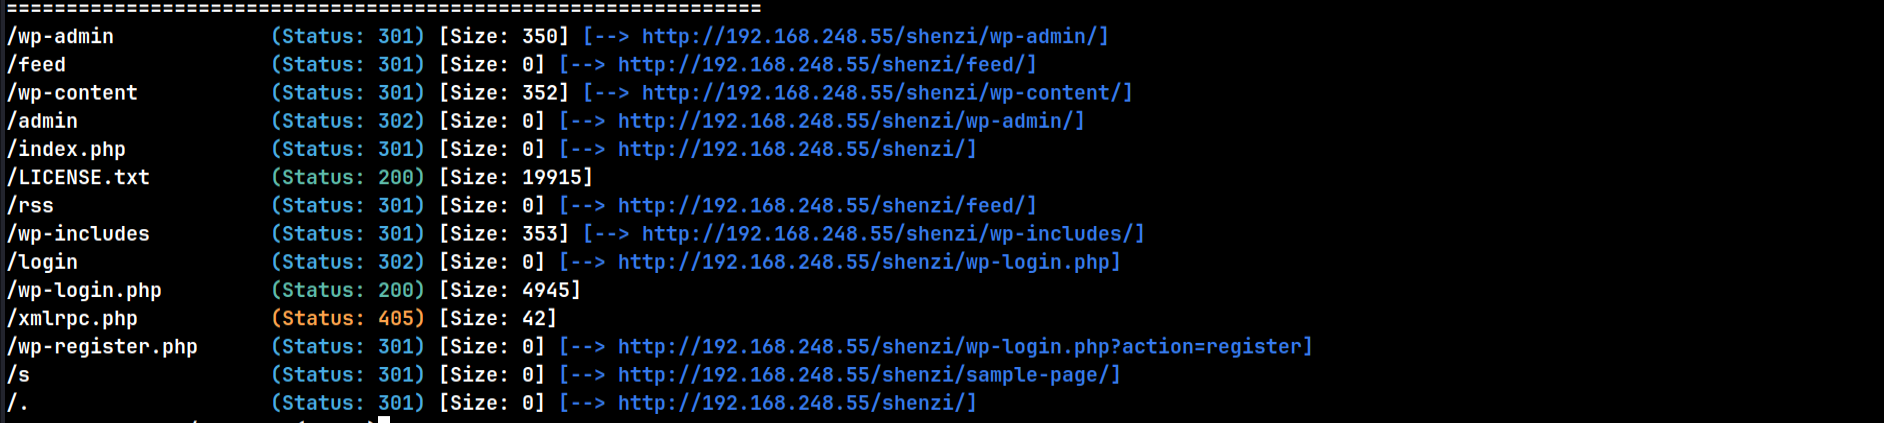 ===============================================================
/wp-admin             (Status: 301) [Size: 350] [--> http://192.168.248.55/shenzi/wp-admin/]
/feed                 (Status: 301) [Size: 0] [--> http://192.168.248.55/shenzi/feed/]
/wp-content           (Status: 301) [Size: 352] [--> http://192.168.248.55/shenzi/wp-content/]
/admin                (Status: 302) [Size: 0] [--> http://192.168.248.55/shenzi/wp-admin/]
/index.php            (Status: 301) [Size: 0] [--> http://192.168.248.55/shenzi/]
/LICENSE.txt          (Status: 200) [Size: 19915]
/rss                  (Status: 301) [Size: 0] [--> http://192.168.248.55/shenzi/feed/]
/wp-includes          (Status: 301) [Size: 353] [--> http://192.168.248.55/shenzi/wp-includes/]
/login                (Status: 302) [Size: 0] [--> http://192.168.248.55/shenzi/wp-login.php]
/wp-login.php         (Status: 200) [Size: 4945]
/xmlrpc.php           (Status: 405) [Size: 42]
/wp-register.php      (Status: 301) [Size: 0] [--> http://192.168.248.55/shenzi/wp-login.php?action=register]
/s                    (Status: 301) [Size: 0] [--> http://192.168.248.55/shenzi/sample-page/]
/.                    (Status: 301) [Size: 0] [--> http://192.168.248.55/shenzi/]